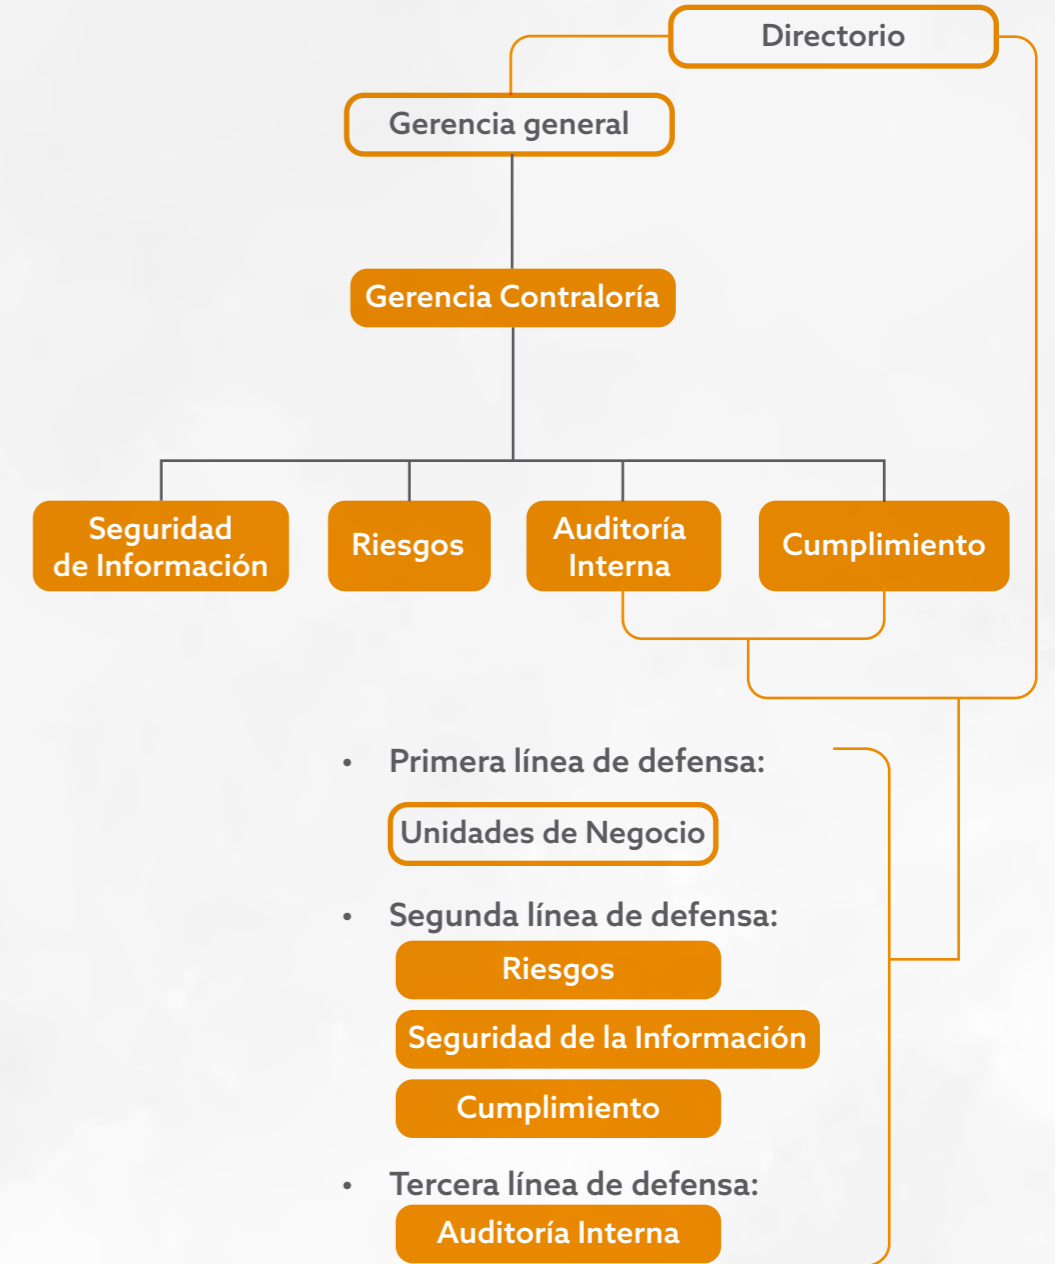 Directorio
Gerencia general
Gerencia Contraloría
Seguridad
de Información
Riesgos
Auditoría
Interna
Cumplimiento
• Primera línea de defensa:
Unidades de Negocio
• Segunda línea de defensa:
Riesgos
Seguridad de la Información
Cumplimiento
• Tercera línea de defensa:
Auditoría Interna